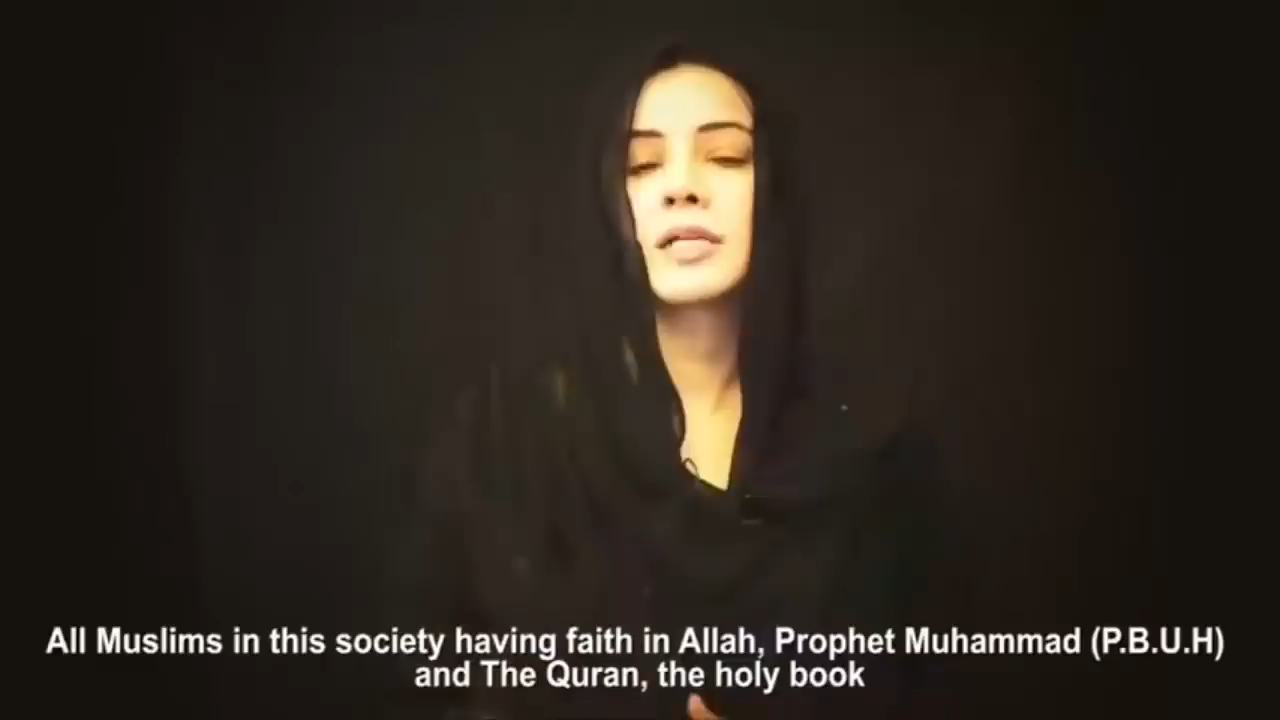 All Muslims in this society having faith in Allah, Prophet Muhammad (P.B.U.H)
and The Quran, the holy book